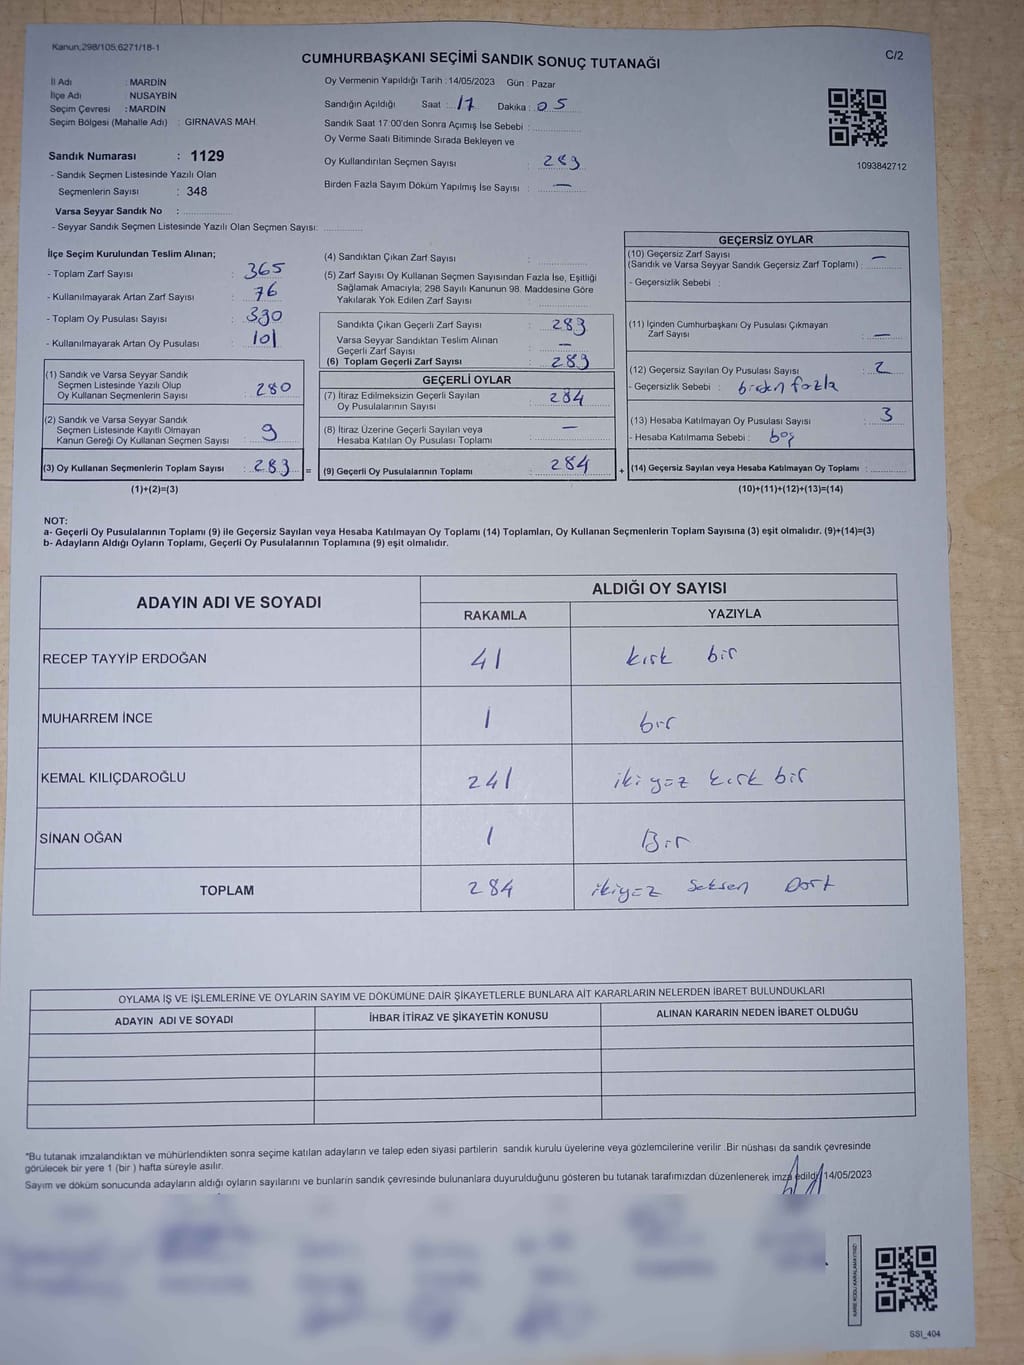 Kanun,298/105,6271/18-1
C/2
CUMHURBAŞKANI SEÇİMİ SANDIK SONUÇ TUTANAĞI
İl Adı : MARDİN
İlçe Adı : NUSAYBİN
Seçim Çevresi : MARDİN
Seçim Bölgesi (Mahalle Adı) : GIRNAVAS MAH.
Sandık Numarası : 1129
- Sandık Seçmen Listesinde Yazılı Olan
Seçmenlerin Sayısı : 348
Varsa Seyyar Sandık No :
- Seyyar Sandık Seçmen Listesinde Yazılı Olan Seçmen Sayısı:
Oy Vermenin Yapıldığı Tarih : 14/05/2023 Gün : Pazar
Sandığın Açıldığı Saat : 17 Dakika : 05
Sandık Saat 17:00'den Sonra Açımış İse Sebebi :
Oy Verme Saati Bitiminde Sırada Bekleyen ve
Oy Kullandırılan Seçmen Sayısı : 283
Birden Fazla Sayım Döküm Yapılmış İse Sayısı : —
1093842712
İlçe Seçim Kurulundan Teslim Alınan;
- Toplam Zarf Sayısı : 365
- Kullanılmayarak Artan Zarf Sayısı : 76
- Toplam Oy Pusulası Sayısı : 330
- Kullanılmayarak Artan Oy Pusulası : 101
(1) Sandık ve Varsa Seyyar Sandık
Seçmen Listesinde Yazılı Olup
Oy Kullanan Seçmenlerin Sayısı : 280
(2) Sandık ve Varsa Seyyar Sandık
Seçmen Listesinde Kayıtlı Olmayan
Kanun Gereği Oy Kullanan Seçmen Sayısı : 9
(3) Oy Kullanan Seçmenlerin Toplam Sayısı : 283 =
(1)+(2)=(3)
(4) Sandıktan Çıkan Zarf Sayısı :
(5) Zarf Sayısı Oy Kullanan Seçmen Sayısından Fazla İse, Eşitliği
Sağlamak Amacıyla; 298 Sayılı Kanunun 98. Maddesine Göre
Yakılarak Yok Edilen Zarf Sayısı :
Sandıkta Çıkan Geçerli Zarf Sayısı : 283
Varsa Seyyar Sandıktan Teslim Alınan
Geçerli Zarf Sayısı : —
(6) Toplam Geçerli Zarf Sayısı : 283
GEÇERLİ OYLAR
(7) İtiraz Edilmeksizin Geçerli Sayılan
Oy Pusulalarının Sayısı : 284
(8) İtiraz Üzerine Geçerli Sayılan veya
Hesaba Katılan Oy Pusulası Toplamı : —
(9) Geçerli Oy Pusulalarının Toplamı : 284 +
GEÇERSİZ OYLAR
(10) Geçersiz Zarf Sayısı
(Sandık ve Varsa Seyyar Sandık Geçersiz Zarf Toplamı) : —
- Geçersizlik Sebebi :
(11) İçinden Cumhurbaşkanı Oy Pusulası Çıkmayan
Zarf Sayısı : —
(12) Geçersiz Sayılan Oy Pusulası Sayısı : 2
- Geçersizlik Sebebi : birden fazla
(13) Hesaba Katılmayan Oy Pusulası Sayısı : 3
- Hesaba Katılmama Sebebi : boş
(14) Geçersiz Sayılan veya Hesaba Katılmayan Oy Toplamı :
(10)+(11)+(12)+(13)=(14)
NOT:
a- Geçerli Oy Pusulalarının Toplamı (9) ile Geçersiz Sayılan veya Hesaba Katılmayan Oy Toplamı (14) Toplamları, Oy Kullanan Seçmenlerin Toplam Sayısına (3) eşit olmalıdır. (9)+(14)=(3)
b- Adayların Aldığı Oyların Toplamı, Geçerli Oy Pusulalarının Toplamına (9) eşit olmalıdır.
ADAYIN ADI VE SOYADI ALDIĞI OY SAYISI
RAKAMLA YAZIYLA
RECEP TAYYİP ERDOĞAN 41 kırk bir
MUHARREM İNCE 1 bir
KEMAL KILIÇDAROĞLU 241 ikiyüz kırk bir
SİNAN OĞAN 1 Bir
TOPLAM 284 ikiyüz Seksen Dört
OYLAMA İŞ VE İŞLEMLERİNE VE OYLARIN SAYIM VE DÖKÜMÜNE DAİR ŞİKAYETLERLE BUNLARA AİT KARARLARIN NELERDEN İBARET BULUNDUKLARI
ADAYIN ADI VE SOYADI İHBAR İTİRAZ VE ŞİKAYETİN KONUSU ALINAN KARARIN NEDEN İBARET OLDUĞU
*Bu tutanak imzalandıktan ve mühürlendikten sonra seçime katılan adayların ve talep eden siyasi partilerin sandık kurulu üyelerine veya gözlemcilerine verilir. Bir nüshası da sandık çevresinde
görülecek bir yere 1 (bir ) hafta süreyle asılır.
Sayım ve döküm sonucunda adayların aldığı oyların sayılarını ve bunların sandık çevresinde bulunanlara duyurulduğunu gösteren bu tutanak tarafımızdan düzenlenerek imza edildi. 14/05/2023
KARE KODU KARALAMAYINIZ!
SSI_404